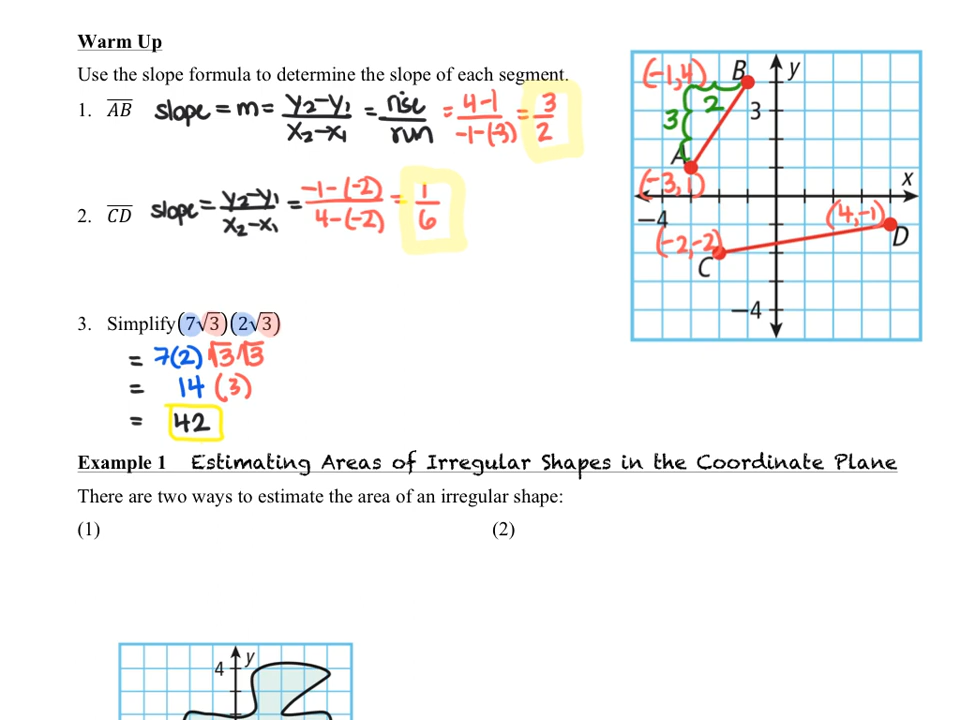 Warm Up
Use the slope formula to determine the slope of each segment.
1. AB slope = m = y₂-y₁/x₂-x₁ = rise/run = 4-1/-1-(-3) = 3/2
2. CD slope = y₂-y₁/x₂-x₁ = -1-(-2)/4-(-2) = 1/6
3. Simplify (7√3)(2√3)
= 7(2)√3√3
= 14 (3)
= 42
(-1,4) B y
3 2 3
A
(-3,1) x
-4 (4,-1)
(-2,-2) D
C
-4
Example 1 Estimating Areas of Irregular Shapes in the Coordinate Plane
There are two ways to estimate the area of an irregular shape:
(1) (2)
4 y